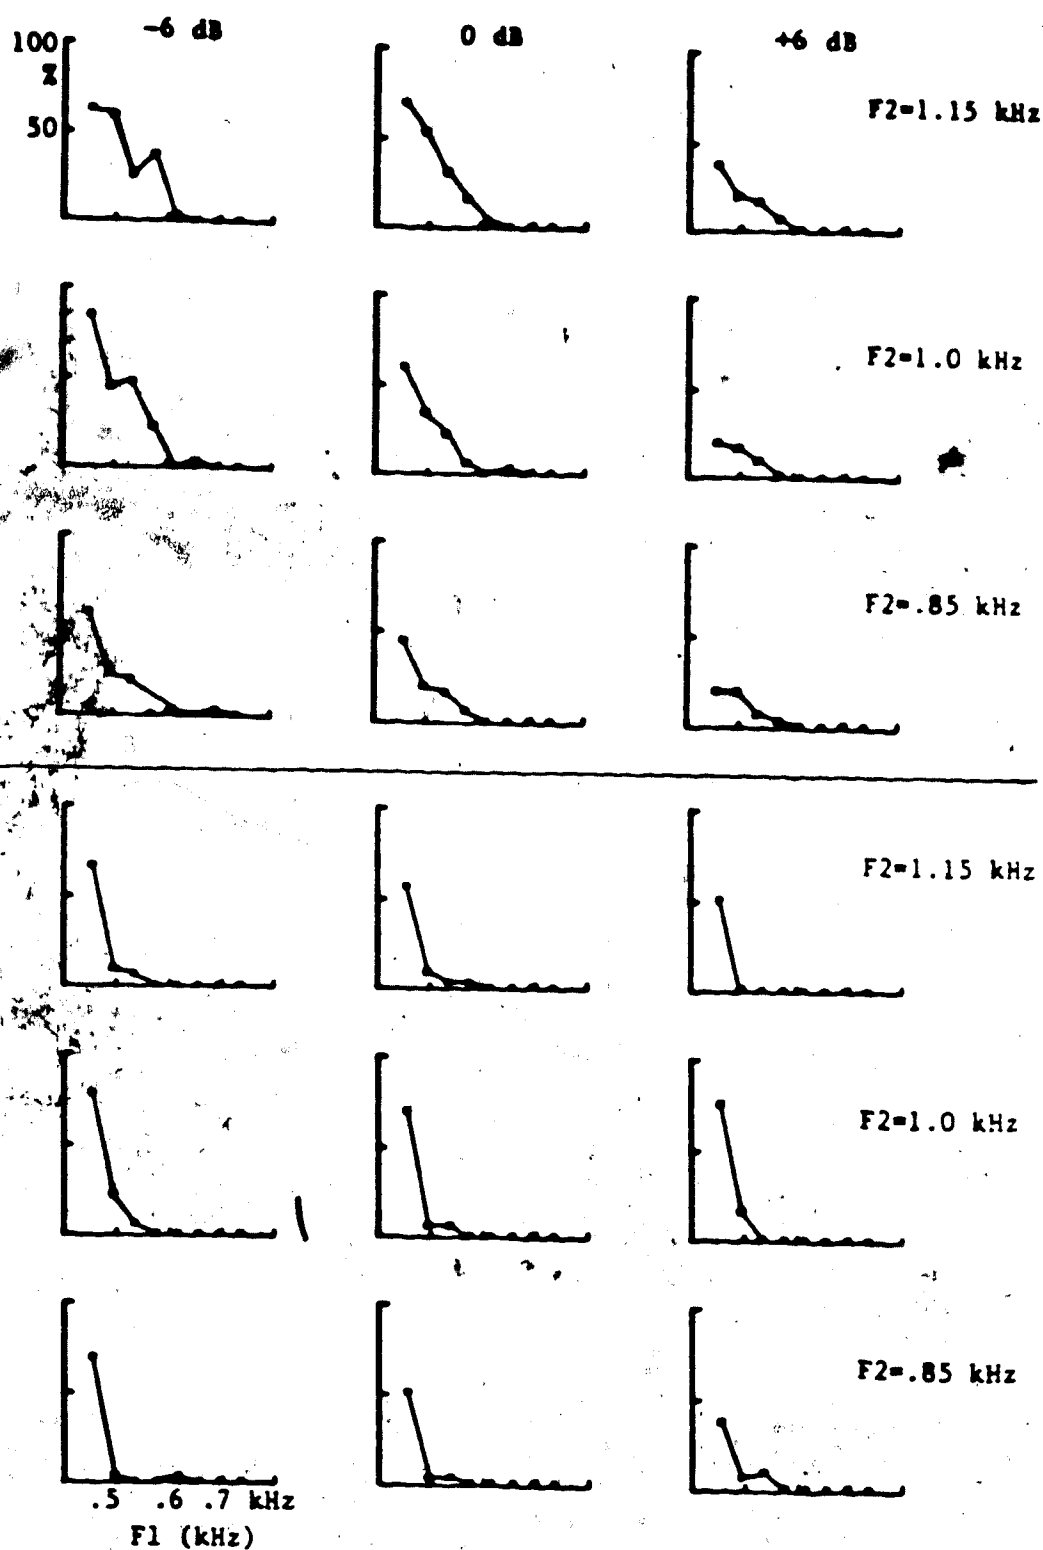 -6 dB 0 dB +6 dB
100
%
F2=1.15 kHz
50
F2=1.0 kHz
F2=.85 kHz
F2=1.15 kHz
F2=1.0 kHz
F2=.85 kHz
.5 .6 .7 kHz
F1 (kHz)